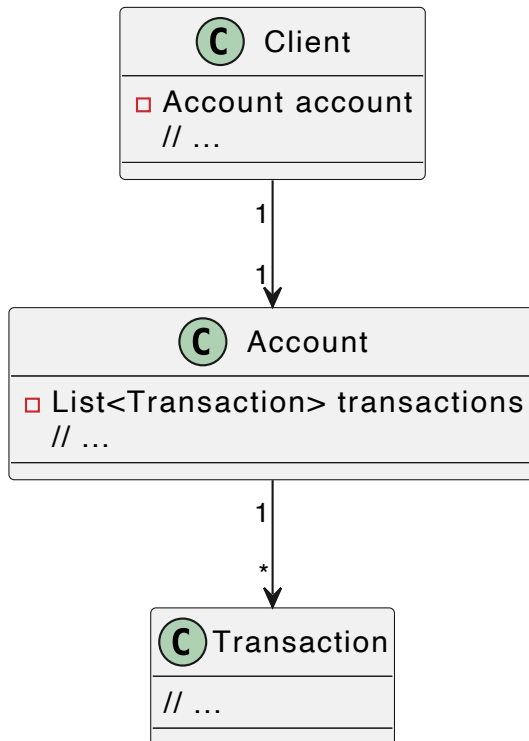 C Client
Account account
// ...
1
1
C Account
List<Transaction> transactions
// ...
1
*
C Transaction
// ...